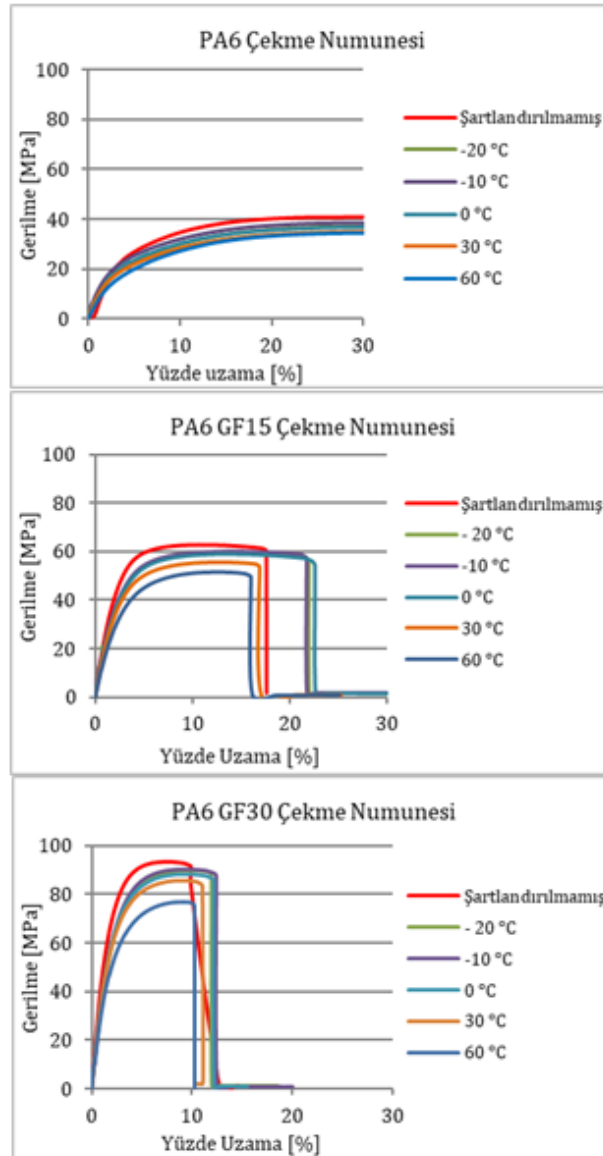 PA6 Çekme Numunesi
100
80
60
40
20
0
Gerilme [MPa]
0 10 20 30
Yüzde uzama [%]
Şartlandırılmamış
-20 °C
-10 °C
0 °C
30 °C
60 °C
PA6 GF15 Çekme Numunesi
100
80
60
40
20
0
Gerilme [MPa]
0 10 20 30
Yüzde Uzama [%]
Şartlandırılmamış
- 20 °C
-10 °C
0 °C
30 °C
60 °C
PA6 GF30 Çekme Numunesi
100
80
60
40
20
0
Gerilme [MPa]
0 10 20 30
Yüzde Uzama [%]
Şartlandırılmamış
- 20 °C
-10 °C
0 °C
30 °C
60 °C